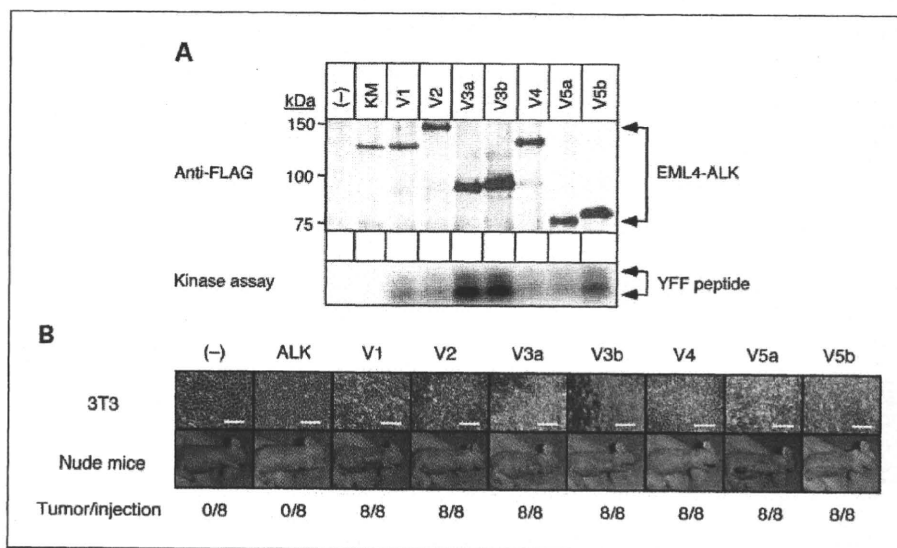 A
kDa
(–) KM V1 V2 V3a V3b V4 V5a V5b
150
Anti-FLAG
100
EML4-ALK
75
Kinase assay
YFF peptide
B
(–) ALK V1 V2 V3a V3b V4 V5a V5b
3T3
Nude mice
Tumor/injection 0/8 0/8 8/8 8/8 8/8 8/8 8/8 8/8 8/8